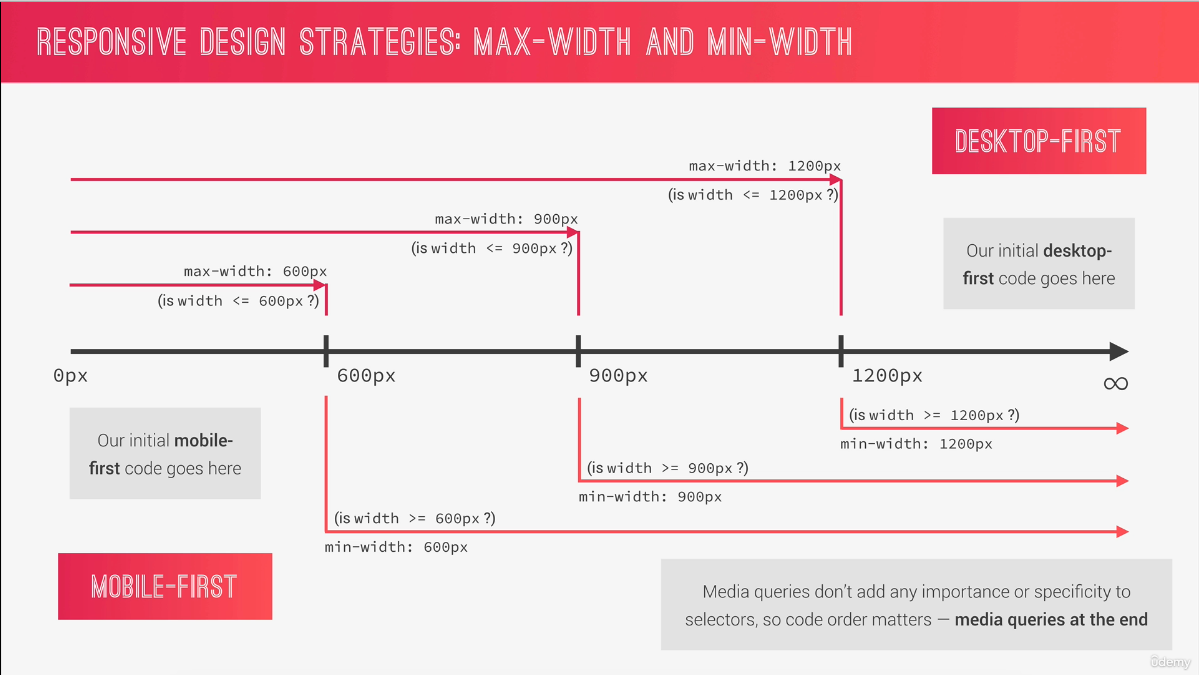 RESPONSIVE DESIGN STRATEGIES: MAX-WIDTH AND MIN-WIDTH
DESKTOP-FIRST
max-width: 1200px
(is width <= 1200px ?)
max-width: 900px
(is width <= 900px ?)
max-width: 600px
(is width <= 600px ?)
Our initial desktop-
first code goes here
0px
600px
900px
1200px
∞
Our initial mobile-
first code goes here
(is width >= 1200px ?)
min-width: 1200px
(is width >= 900px ?)
min-width: 900px
(is width >= 600px ?)
min-width: 600px
MOBILE-FIRST
Media queries don’t add any importance or specificity to
selectors, so code order matters — media queries at the end
ûdemy